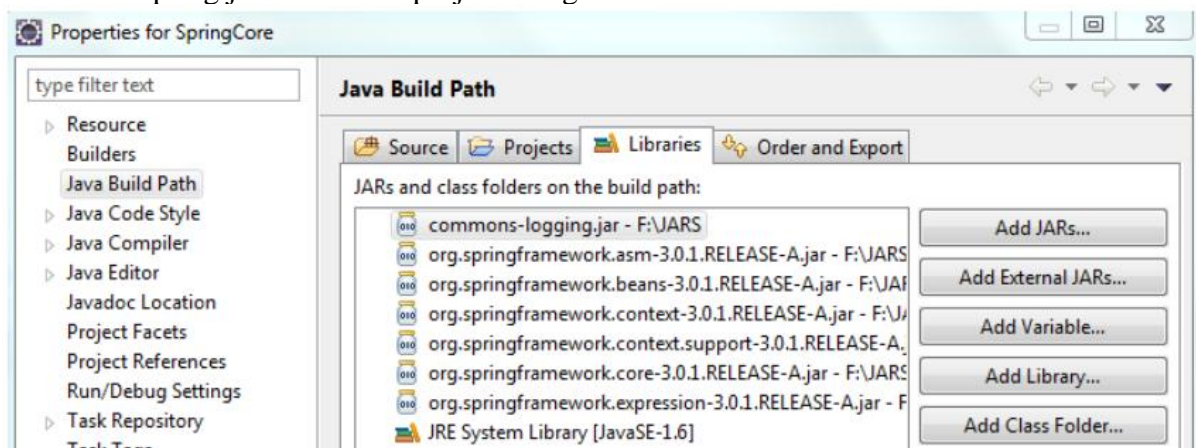 Properties for SpringCore
type filter text
Resource
Builders
Java Build Path
Java Code Style
Java Compiler
Java Editor
Javadoc Location
Project Facets
Project References
Run/Debug Settings
Task Repository
Java Build Path
Source Projects Libraries Order and Export
JARs and class folders on the build path:
commons-logging.jar - F:\JARS
org.springframework.asm-3.0.1.RELEASE-A.jar - F:\JARS
org.springframework.beans-3.0.1.RELEASE-A.jar - F:\JAR
org.springframework.context-3.0.1.RELEASE-A.jar - F:\J
org.springframework.context.support-3.0.1.RELEASE-A.
org.springframework.core-3.0.1.RELEASE-A.jar - F:\JARS
org.springframework.expression-3.0.1.RELEASE-A.jar - F
JRE System Library [JavaSE-1.6]
Add JARs...
Add External JARs...
Add Variable...
Add Library...
Add Class Folder...